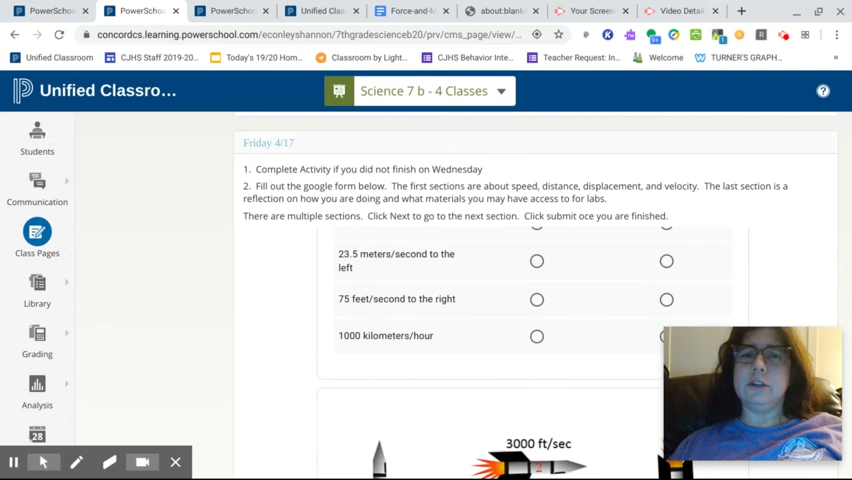 PowerSchoo
PowerSchoo
PowerSchoo
Unified Clas
Force-and-M
about:blank
Your Screen
Video Detai
concordcs.learning.powerschool.com/econleyshannon/7thgradescienceb20/prv/cms_page/view/...
Unified Classroom
CJHS Staff 2019-20...
Today's 19/20 Hom...
Classroom by Light...
CJHS Behavior Inte...
Teacher Request: In...
Welcome
TURNER'S GRAPH...
Unified Classro...
Science 7 b - 4 Classes
Students
Communication
Class Pages
Library
Grading
Analysis
28
Friday 4/17
1. Complete Activity if you did not finish on Wednesday
2. Fill out the google form below. The first sections are about speed, distance, displacement, and velocity. The last section is a
reflection on how you are doing and what materials you may have access to for labs.
There are multiple sections. Click Next to go to the next section. Click submit oce you are finished.
23.5 meters/second to the
left
75 feet/second to the right
1000 kilometers/hour
3000 ft/sec
2